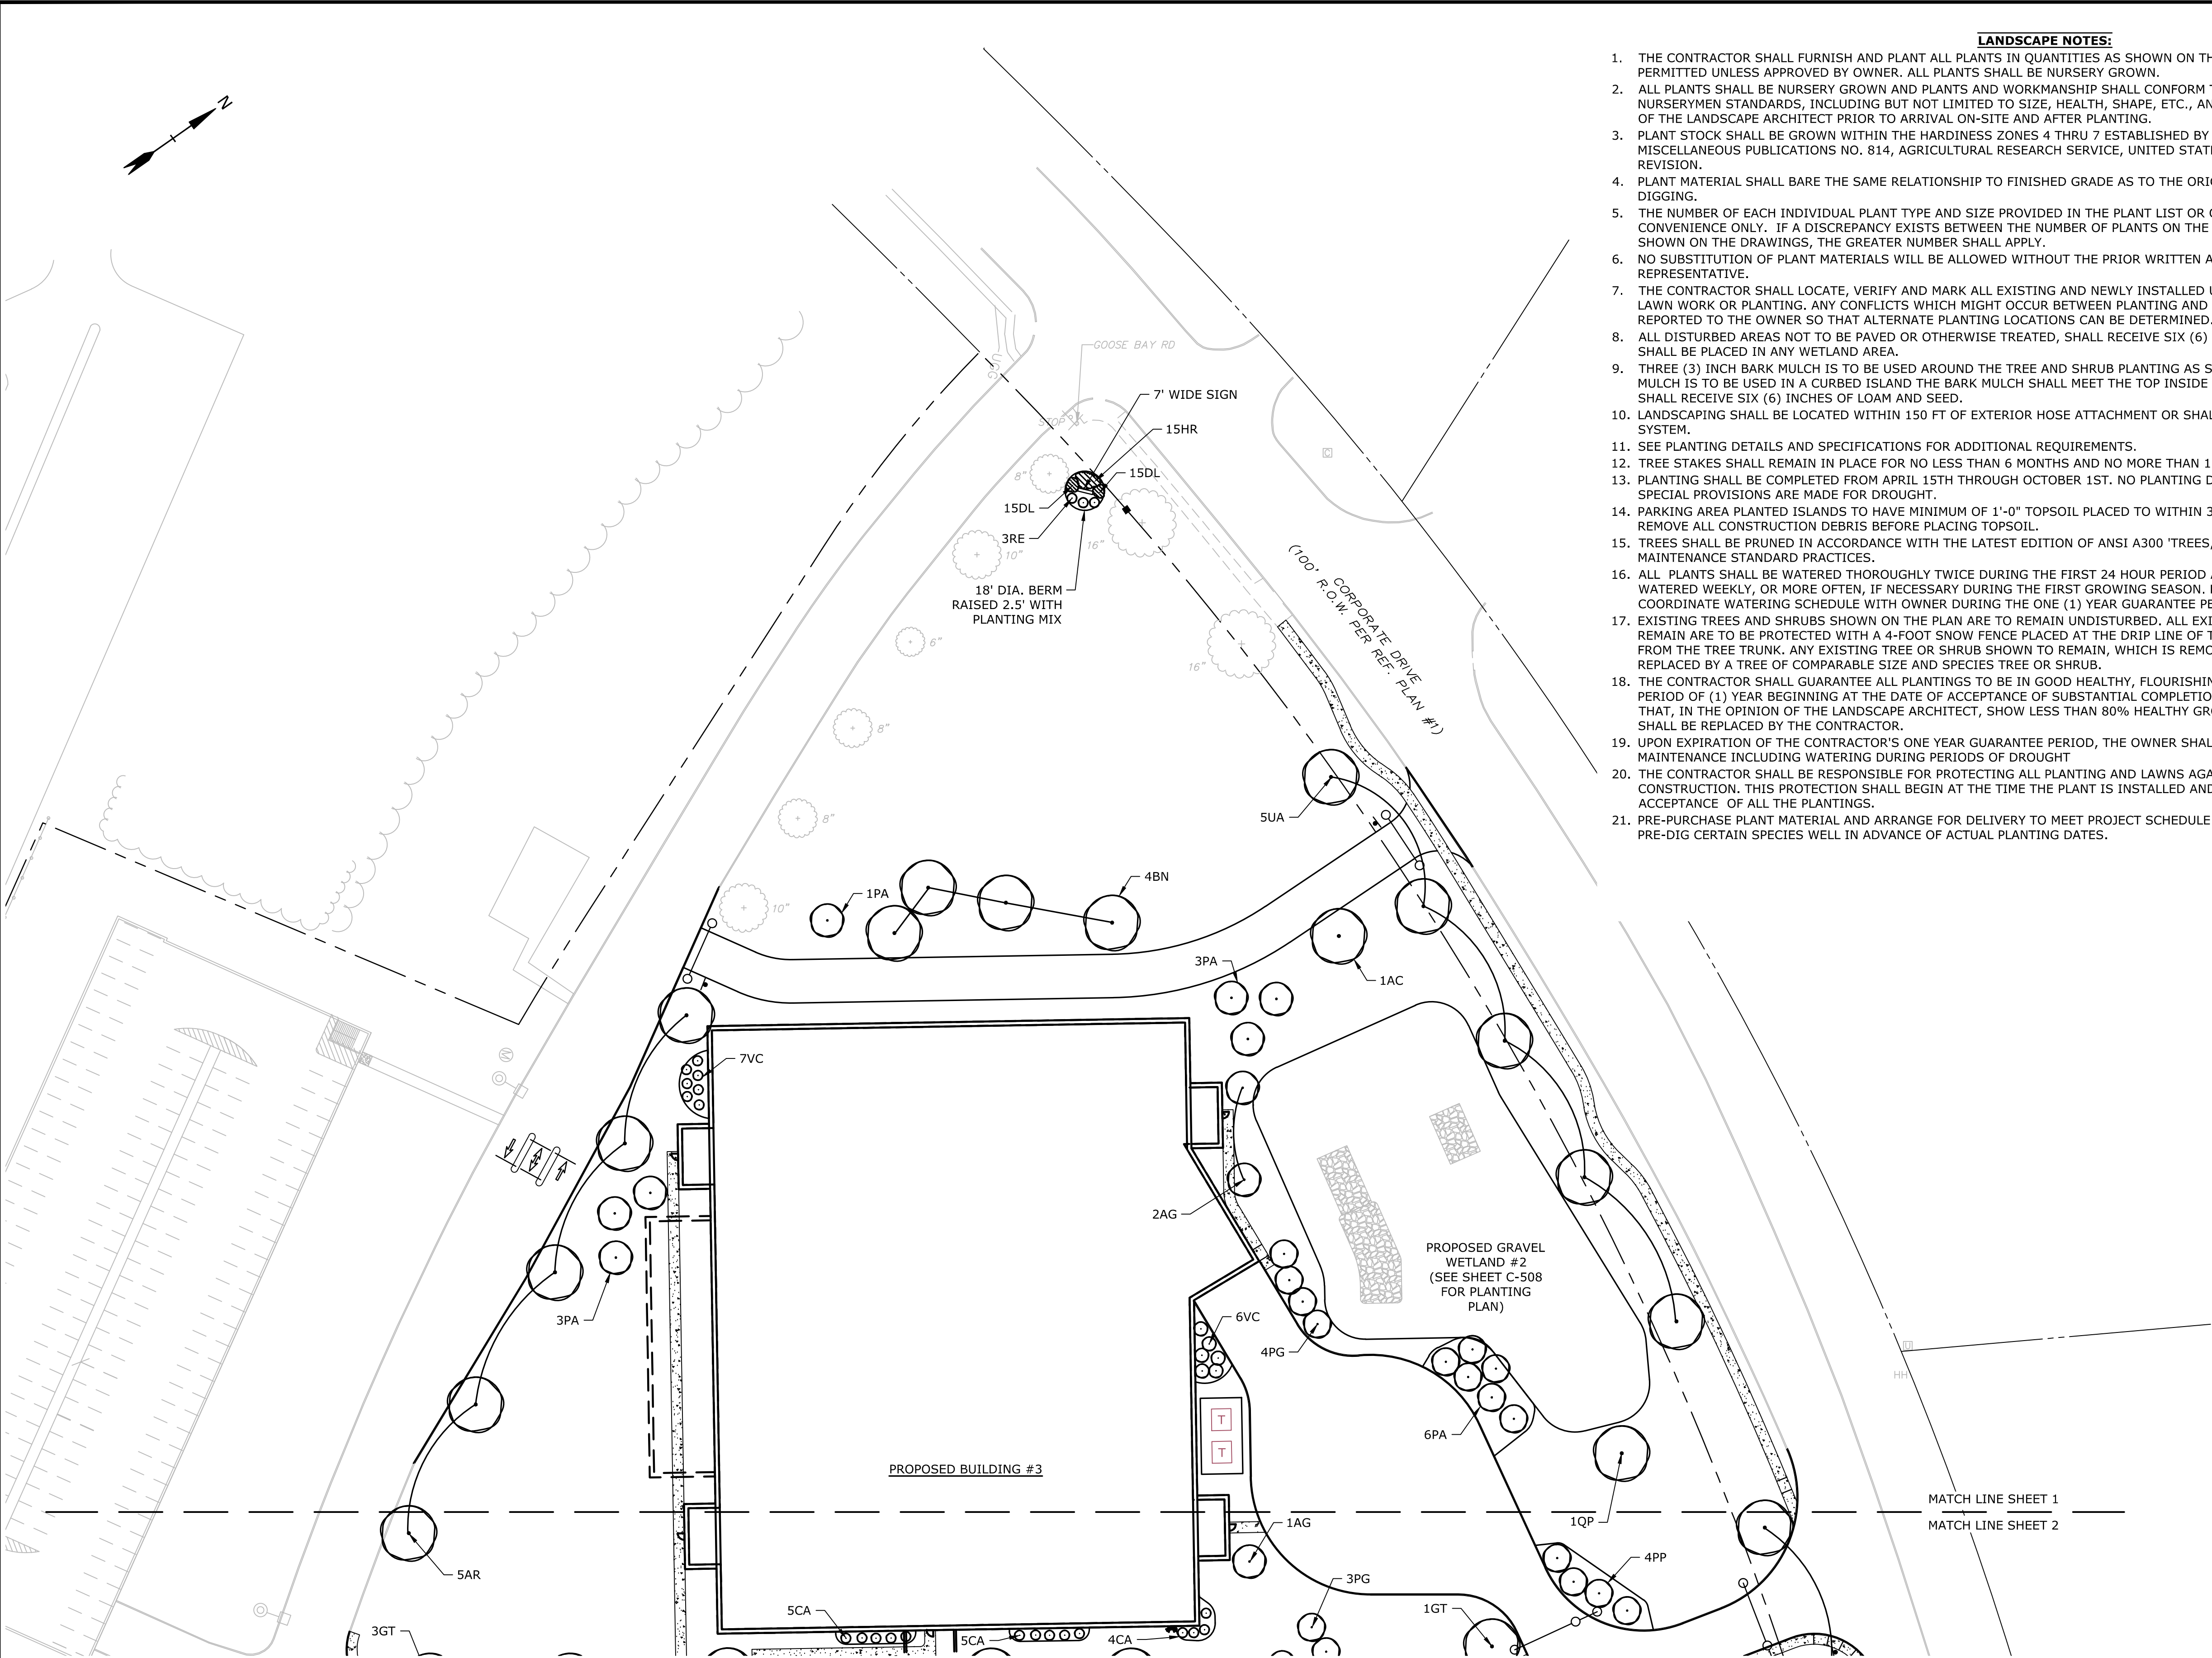 LANDSCAPE NOTES:
1. THE CONTRACTOR SHALL FURNISH AND PLANT ALL PLANTS IN QUANTITIES AS SHOWN ON
PERMITTED UNLESS APPROVED BY OWNER. ALL PLANTS SHALL BE NURSERY GROWN.
2. ALL PLANTS SHALL BE NURSERY GROWN AND PLANTS AND WORKMANSHIP SHALL CONFORM
NURSERYMEN STANDARDS, INCLUDING BUT NOT LIMITED TO SIZE, HEALTH, SHAPE, ETC.,
OF THE LANDSCAPE ARCHITECT PRIOR TO ARRIVAL ON-SITE AND AFTER PLANTING.
3. PLANT STOCK SHALL BE GROWN WITHIN THE HARDINESS ZONES 4 THRU 7 ESTABLISHED BY
MISCELLANEOUS PUBLICATIONS NO. 814, AGRICULTURAL RESEARCH SERVICE, UNITED
REVISION.
4. PLANT MATERIAL SHALL BARE THE SAME RELATIONSHIP TO FINISHED GRADE AS TO THE
DIGGING.
5. THE NUMBER OF EACH INDIVIDUAL PLANT TYPE AND SIZE PROVIDED IN THE PLANT LIST OR
CONVENIENCE ONLY. IF A DISCREPANCY EXISTS BETWEEN THE NUMBER OF PLANTS ON THE
SHOWN ON THE DRAWINGS, THE GREATER NUMBER SHALL APPLY.
6. NO SUBSTITUTION OF PLANT MATERIALS WILL BE ALLOWED WITHOUT THE PRIOR WRITTEN
REPRESENTATIVE.
7. THE CONTRACTOR SHALL LOCATE, VERIFY AND MARK ALL EXISTING AND NEWLY INSTALLED
LAWN WORK OR PLANTING. ANY CONFLICTS WHICH MIGHT OCCUR BETWEEN PLANTING AND
REPORTED TO THE OWNER SO THAT ALTERNATE PLANTING LOCATIONS CAN BE DETERMINED.
8. ALL DISTURBED AREAS NOT TO BE PAVED OR OTHERWISE TREATED, SHALL RECEIVE SIX (6)
SHALL BE PLACED IN ANY WETLAND AREA.
9. THREE (3) INCH BARK MULCH IS TO BE USED AROUND THE TREE AND SHRUB PLANTING AS
MULCH IS TO BE USED IN A CURBED ISLAND THE BARK MULCH SHALL MEET THE TOP INSIDE
SHALL RECEIVE SIX (6) INCHES OF LOAM AND SEED.
10. LANDSCAPING SHALL BE LOCATED WITHIN 150 FT OF EXTERIOR HOSE ATTACHMENT OR
SYSTEM.
11. SEE PLANTING DETAILS AND SPECIFICATIONS FOR ADDITIONAL REQUIREMENTS.
12. TREE STAKES SHALL REMAIN IN PLACE FOR NO LESS THAN 6 MONTHS AND NO MORE THAN 1
13. PLANTING SHALL BE COMPLETED FROM APRIL 15TH THROUGH OCTOBER 1ST. NO PLANTING
SPECIAL PROVISIONS ARE MADE FOR DROUGHT.
14. PARKING AREA PLANTED ISLANDS TO HAVE MINIMUM OF 1'-0" TOPSOIL PLACED TO WITHIN 3
REMOVE ALL CONSTRUCTION DEBRIS BEFORE PLACING TOPSOIL.
15. TREES SHALL BE PRUNED IN ACCORDANCE WITH THE LATEST EDITION OF ANSI A300 'TREES,
MAINTENANCE STANDARD PRACTICES.
16. ALL PLANTS SHALL BE WATERED THOROUGHLY TWICE DURING THE FIRST 24 HOUR PERIOD
WATERED WEEKLY, OR MORE OFTEN, IF NECESSARY DURING THE FIRST GROWING SEASON.
COORDINATE WATERING SCHEDULE WITH OWNER DURING THE ONE (1) YEAR GUARANTEE
17. EXISTING TREES AND SHRUBS SHOWN ON THE PLAN ARE TO REMAIN UNDISTURBED. ALL
REMAIN ARE TO BE PROTECTED WITH A 4-FOOT SNOW FENCE PLACED AT THE DRIP LINE OF
FROM THE TREE TRUNK. ANY EXISTING TREE OR SHRUB SHOWN TO REMAIN, WHICH IS
REPLACED BY A TREE OF COMPARABLE SIZE AND SPECIES TREE OR SHRUB.
18. THE CONTRACTOR SHALL GUARANTEE ALL PLANTINGS TO BE IN GOOD HEALTHY,
PERIOD OF (1) YEAR BEGINNING AT THE DATE OF ACCEPTANCE OF SUBSTANTIAL
THAT, IN THE OPINION OF THE LANDSCAPE ARCHITECT, SHOW LESS THAN 80% HEALTHY
SHALL BE REPLACED BY THE CONTRACTOR.
19. UPON EXPIRATION OF THE CONTRACTOR'S ONE YEAR GUARANTEE PERIOD, THE OWNER
MAINTENANCE INCLUDING WATERING DURING PERIODS OF DROUGHT
20. THE CONTRACTOR SHALL BE RESPONSIBLE FOR PROTECTING ALL PLANTING AND LAWNS
CONSTRUCTION. THIS PROTECTION SHALL BEGIN AT THE TIME THE PLANT IS INSTALLED
ACCEPTANCE OF ALL THE PLANTINGS.
21. PRE-PURCHASE PLANT MATERIAL AND ARRANGE FOR DELIVERY TO MEET PROJECT SCHEDULE
PRE-DIG CERTAIN SPECIES WELL IN ADVANCE OF ACTUAL PLANTING DATES.
N
GOOSE BAY RD
UGG
STOP
7' WIDE SIGN
15HR
C
8"
15DL
15DL
3RE
10"
16"
18' DIA. BERM
RAISED 2.5' WITH
PLANTING MIX
CORPORATE DRIVE
(100' R.O.W. PER REF. PLAN #1)
6"
16"
8"
8"
5UA
10"
1PA
4BN
3PA
1AC
7VC
M
2AG
3PA
PROPOSED GRAVEL
WETLAND #2
(SEE SHEET C-508
FOR PLANTING
PLAN)
6VC
4PG
U
HH
6PA
T
T
PROPOSED BUILDING #3
MATCH LINE SHEET 1
MATCH LINE SHEET 2
1AG
1QP
4PP
5AR
3PG
1GT
5CA
3GT
5CA
4CA